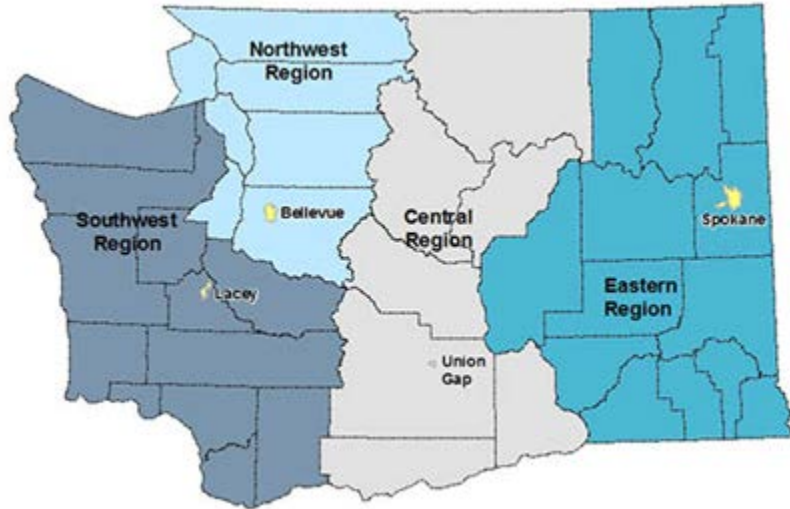 Northwest
Region
Southwest
Region
Bellevue
Central
Region
Spokane
Lacey
Eastern
Region
Union
Gap